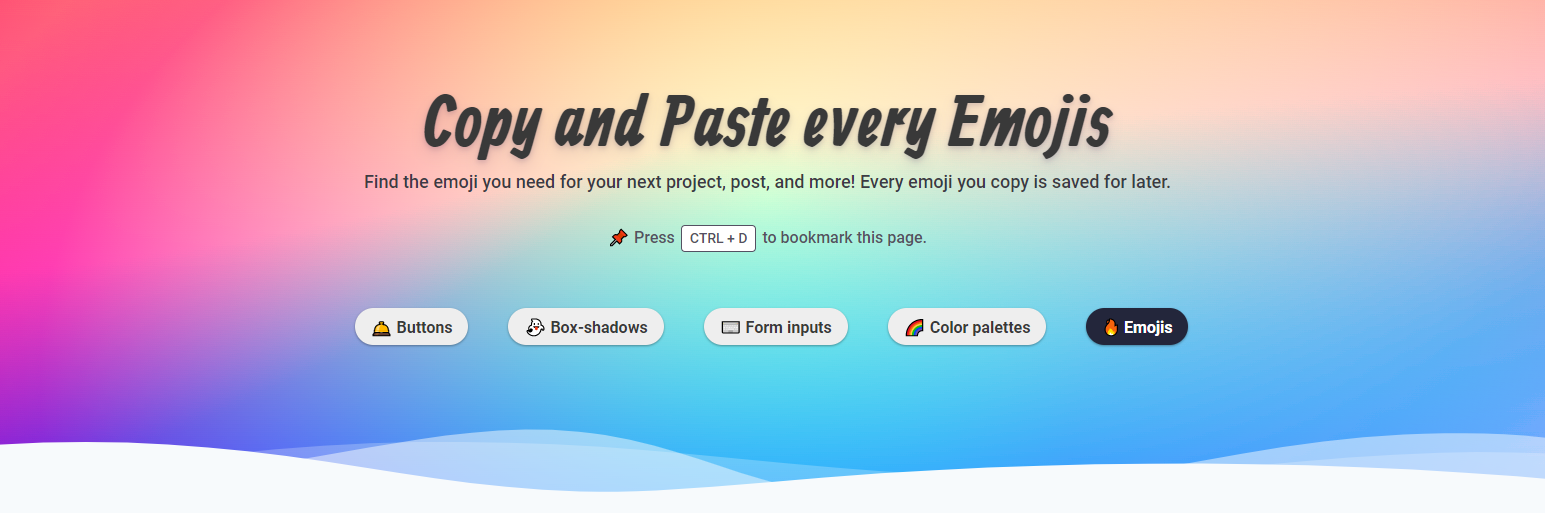 Copy and Paste every Emojis
Find the emoji you need for your next project, post, and more! Every emoji you copy is saved for later.
📌 Press CTRL + D to bookmark this page.
🛎️ Buttons
👻 Box-shadows
⌨️ Form inputs
🌈 Color palettes
🔥 Emojis